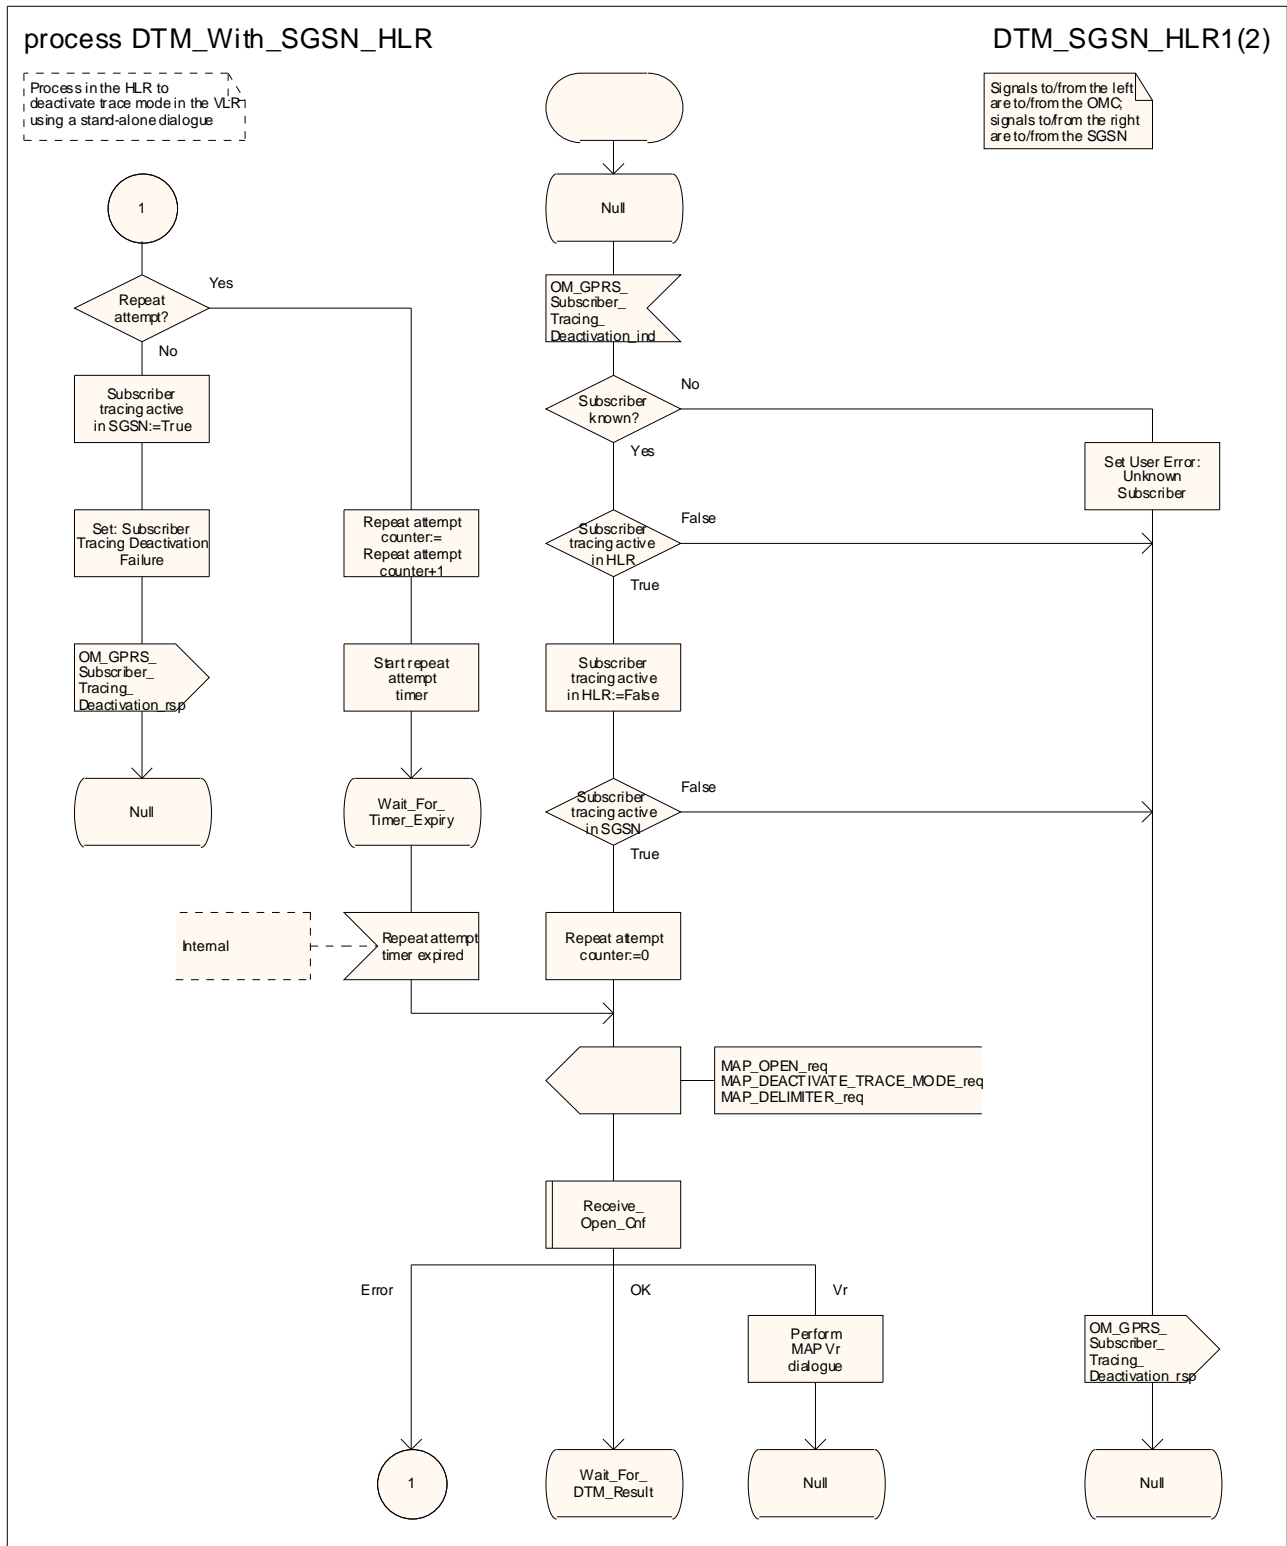 process DTM_With_SGSN_HLR
DTM_SGSN_HLR1(2)
Process in the HLR to
deactivate trace mode in the VLR
using a stand-alone dialogue
Signals to/from the left
are to/from the OMC;
signals to/from the right
are to/from the SGSN
1
Null
Repeat
attempt?
Yes
No
OM_GPRS_
Subscriber_
Tracing_
Deactivation_ind
Subscriber
tracing active
in SGSN:=True
Subscriber
known?
No
Yes
Set User Error:
Unknown
Subscriber
Set: Subscriber
Tracing Deactivation
Failure
Repeat attempt
counter:=
Repeat attempt
counter+1
Subscriber
tracing active
in HLR
False
True
OM_GPRS_
Subscriber_
Tracing_
Deactivation_rsp
Start repeat
attempt
timer
Subscriber
tracing active
in HLR:=False
Null
Wait_For_
Timer_Expiry
Subscriber
tracing active
in SGSN
False
True
Internal
Repeat attempt
timer expired
Repeat attempt
counter:=0
MAP_OPEN_req
MAP_DEACTIVATE_TRACE_MODE_req
MAP_DELIMITER_req
Receive_
Open_Cnf
Error
OK
Vr
Perform
MAP Vr
dialogue
OM_GPRS_
Subscriber_
Tracing_
Deactivation_rsp
1
Wait_For_
DTM_Result
Null
Null